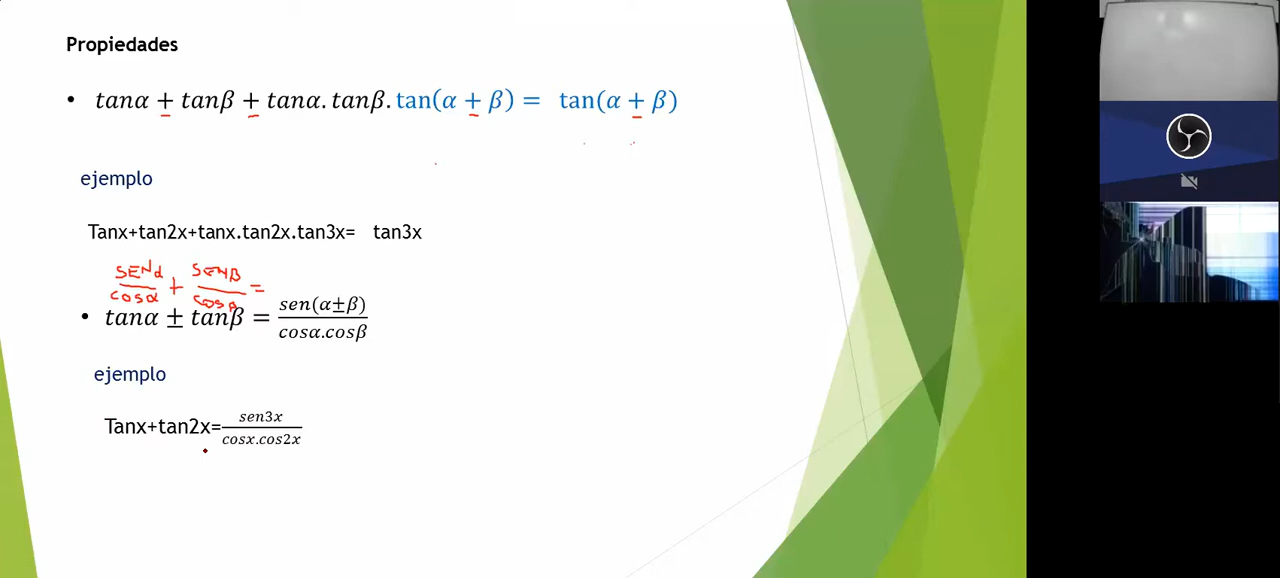 Propiedades
• tanα + tanβ + tanα. tanβ. tan(α + β) = tan(α + β)
ejemplo
Tanx+tan2x+tanx.tan2x.tan3x= tan3x
SENα/cosα + SENβ/cosβ =
• tanα ± tanβ = sen(α±β)/cosα.cosβ
ejemplo
Tanx+tan2x= sen3x/cosx.cos2x